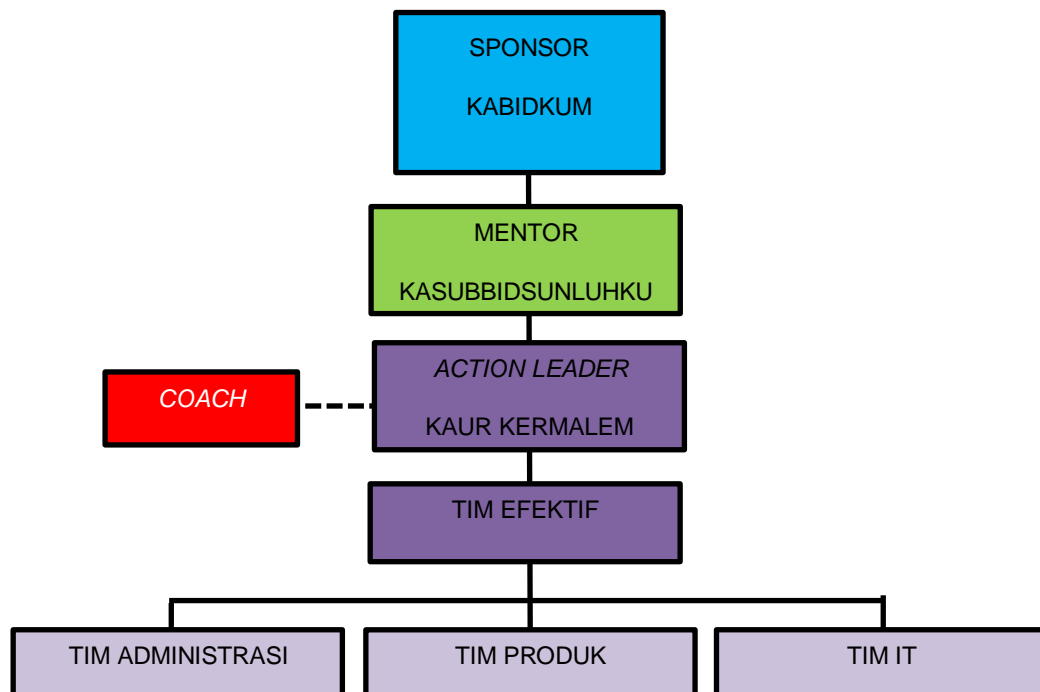 SPONSOR
KABIDKUM
MENTOR
KASUBBIDSUNLUHKU
ACTION LEADER
KAUR KERMALEM
COACH
TIM EFEKTIF
TIM ADMINISTRASI
TIM PRODUK
TIM IT